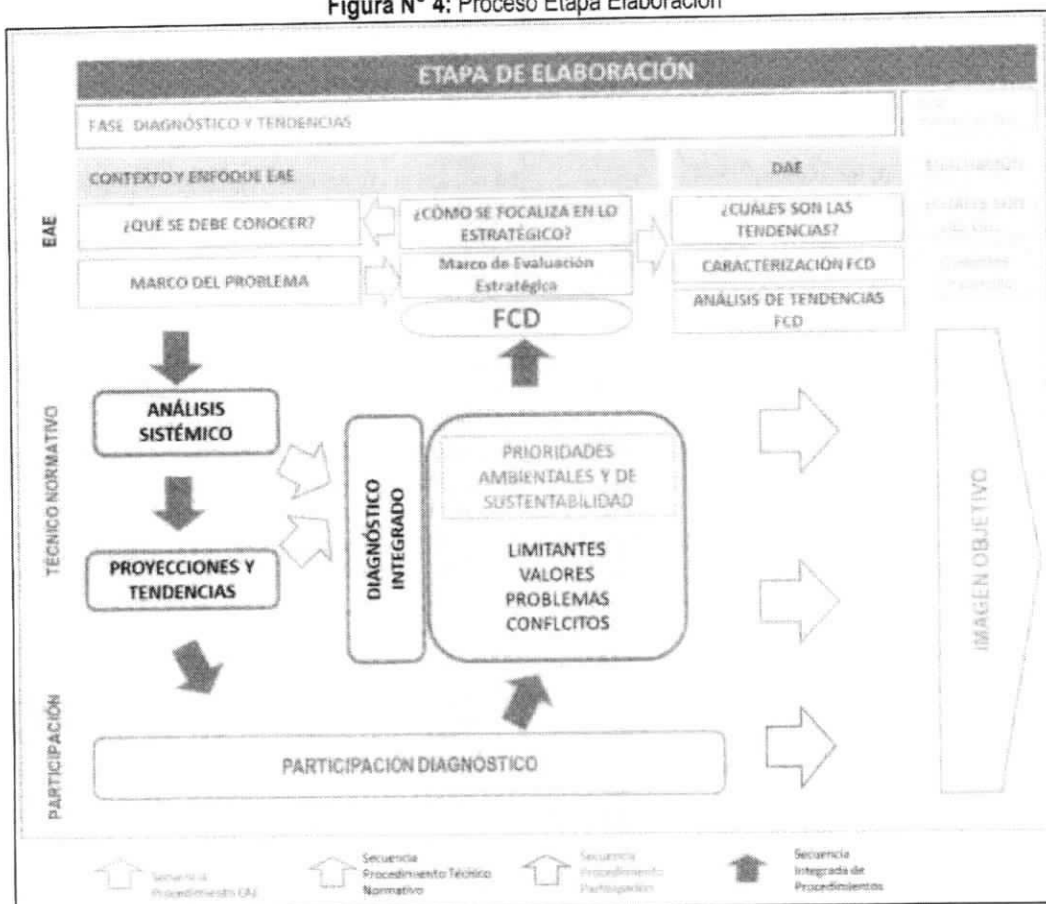 Figura N° 4: Proceso Etapa Elaboración
ETAPA DE ELABORACIÓN
FASE DIAGNÓSTICO Y TENDENCIAS
CONTEXTO Y ENFOQUE EAE
DAE
EAE
¿QUÉ SE DEBE CONOCER?
¿CÓMO SE FOCALIZA EN LO
ESTRATÉGICO?
¿CUÁLES SON LAS
TENDENCIAS?
MARCO DEL PROBLEMA
Marco de Evaluación
Estratégica
CARACTERIZACIÓN FCD
FCD
ANÁLISIS DE TENDENCIAS
FCD
TÉCNICO NORMATIVO
ANÁLISIS
SISTÉMICO
PROYECCIONES Y
TENDENCIAS
DIAGNÓSTICO
INTEGRADO
PRIORIDADES
AMBIENTALES Y DE
SUSTENTABILIDAD
LIMITANTES
VALORES
PROBLEMAS
CONFLCITOS
IMAGEN OBJETIVO
PARTICIPACIÓN
PARTICIPACIÓN DIAGNÓSTICO
Secuencia
Procedimiento EAE
Secuencia
Procedimiento Técnico
Normativo
Secuencia
Procedimiento
Participación
Secuencia
Integrada de
Procedimientos